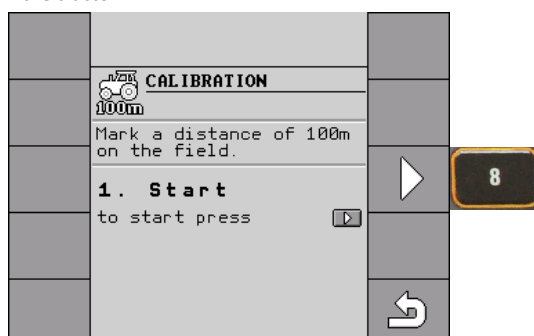 CALIBRATION
100m
Mark a distance of 100m
on the field.
1. Start
to start press
8